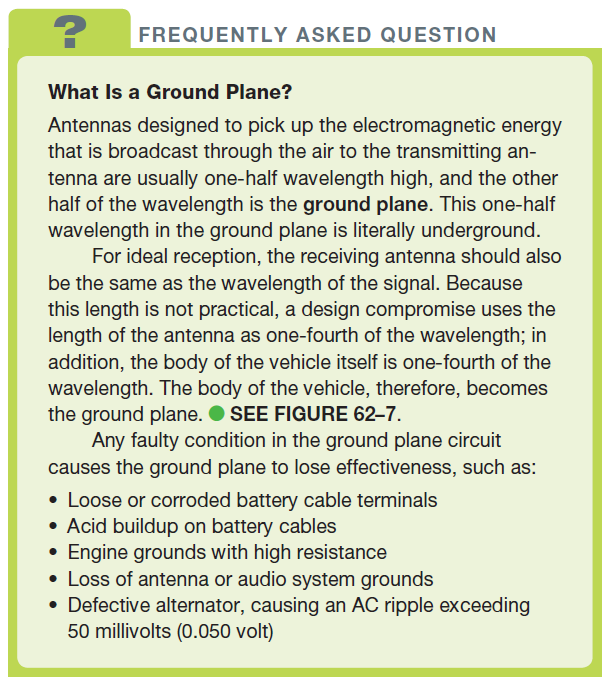 ?
FREQUENTLY ASKED QUESTION
What Is a Ground Plane?
Antennas designed to pick up the electromagnetic energy
that is broadcast through the air to the transmitting an-
tenna are usually one-half wavelength high, and the other
half of the wavelength is the ground plane. This one-half
wavelength in the ground plane is literally underground.
For ideal reception, the receiving antenna should also
be the same as the wavelength of the signal. Because
this length is not practical, a design compromise uses the
length of the antenna as one-fourth of the wavelength; in
addition, the body of the vehicle itself is one-fourth of the
wavelength. The body of the vehicle, therefore, becomes
the ground plane. ● SEE FIGURE 62–7.
Any faulty condition in the ground plane circuit
causes the ground plane to lose effectiveness, such as:
• Loose or corroded battery cable terminals
• Acid buildup on battery cables
• Engine grounds with high resistance
• Loss of antenna or audio system grounds
• Defective alternator, causing an AC ripple exceeding
50 millivolts (0.050 volt)